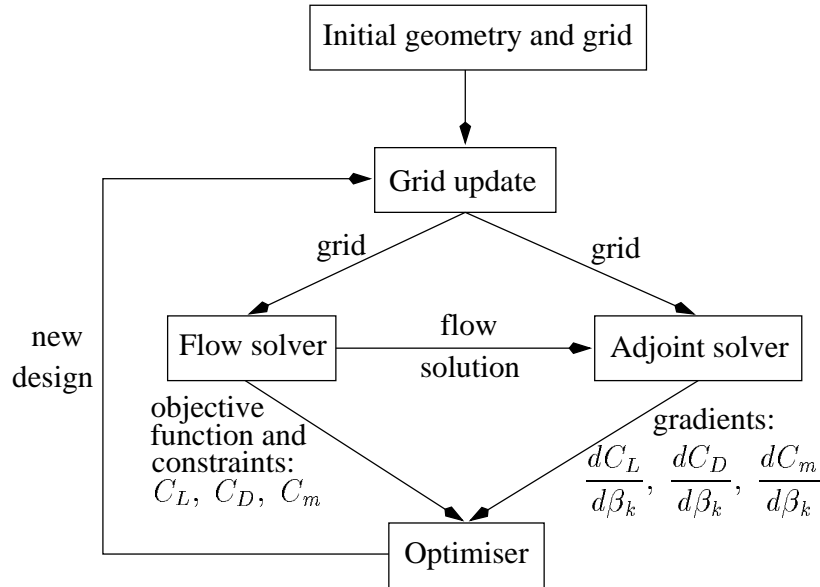 Initial geometry and grid
Grid update
grid
grid
Flow solver
flow
solution
Adjoint solver
new
design
objective
function and
constraints:
C_L, C_D, C_m
gradients:
dC_L/dβ_k, dC_D/dβ_k, dC_m/dβ_k
Optimiser